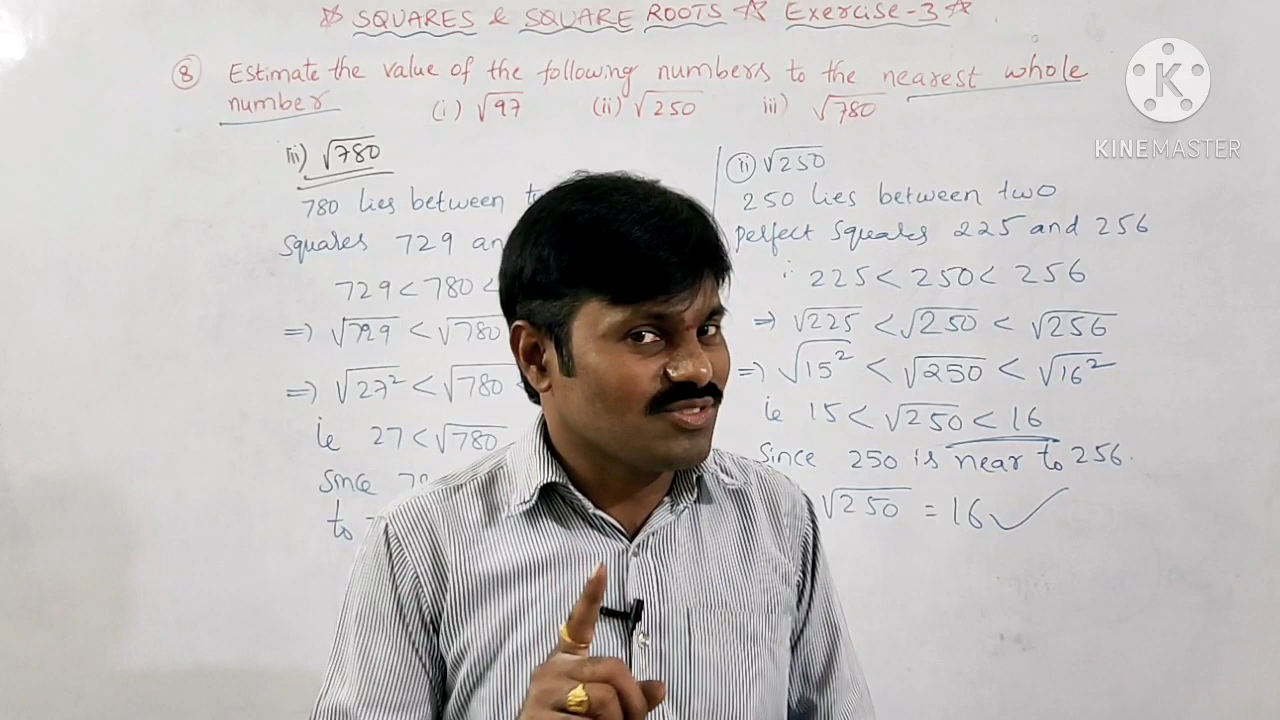 ☆ SQUARES & SQUARE ROOTS ☆ Exercise-3 ☆
⑧ Estimate the value of the following numbers to the nearest whole
number (i) √97 (ii) √250 iii) √780
K
KINEMASTER
iii) √780
780 lies between
squares 729
729 < 780 <
=) √729 < √780
=) √27² < √780
ie 27 < √780
Since
to
ii √250
250 lies between two
perfect squares 225 and 256
∴ 225 < 250 < 256
=) √225 < √250 < √256
=) √15² < √250 < √16²
ie 15 < √250 < 16
Since 250 is near to 256.
√250 = 16 ✓